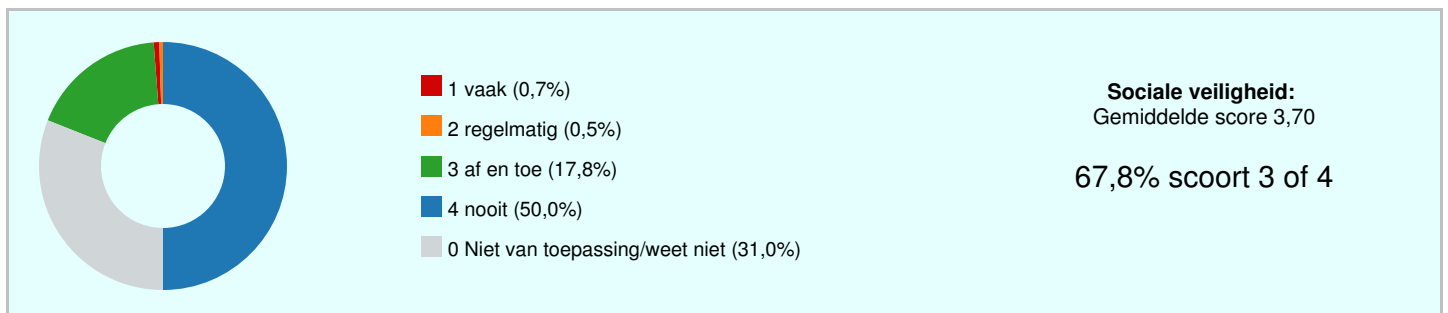 1 vaak (0,7%)
2 regelmatig (0,5%)
3 af en toe (17,8%)
4 nooit (50,0%)
0 Niet van toepassing/weet niet (31,0%)
Sociale veiligheid:
Gemiddelde score 3,70
67,8% scoort 3 of 4